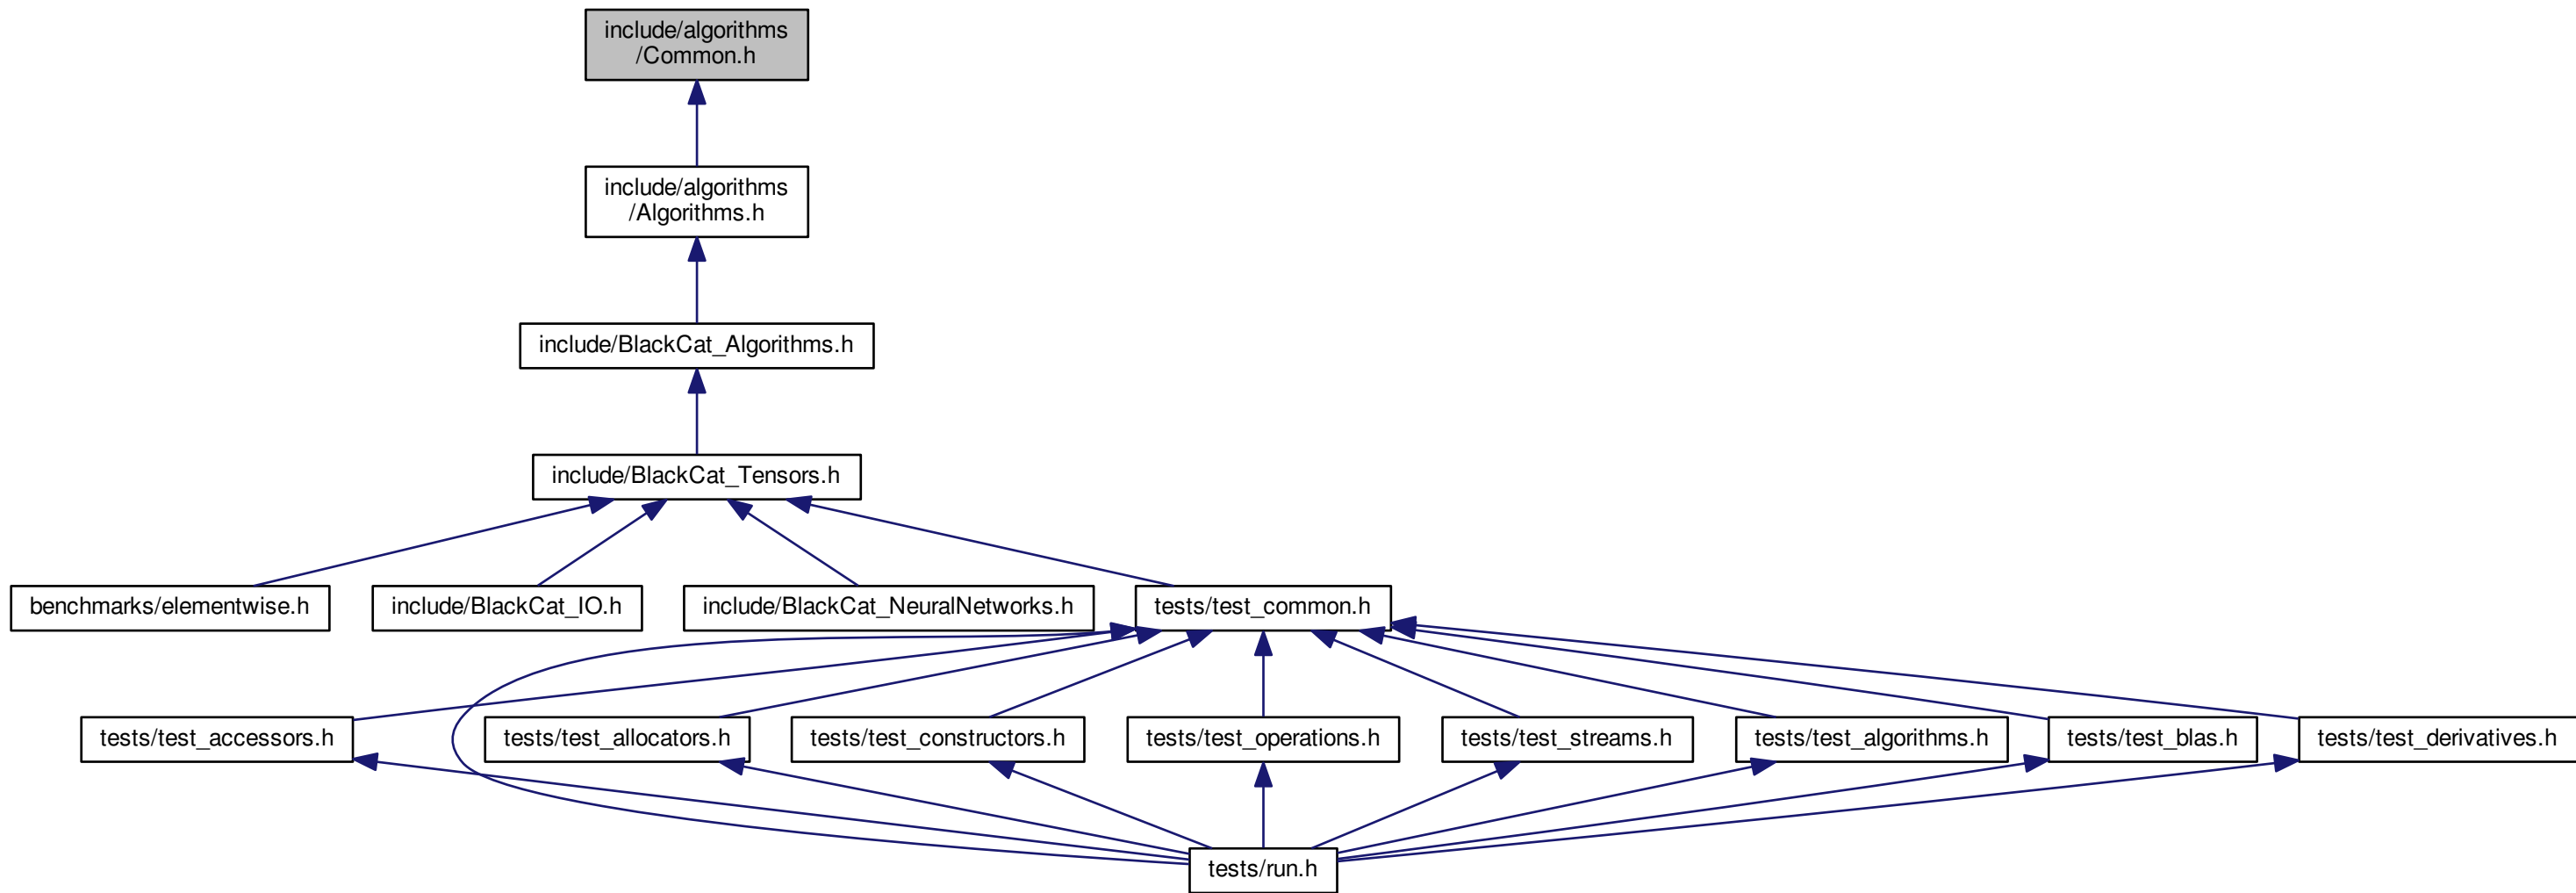 include/algorithms
/Common.h
include/algorithms
/Algorithms.h
include/BlackCat_Algorithms.h
include/BlackCat_Tensors.h
benchmarks/elementwise.h
include/BlackCat_IO.h
include/BlackCat_NeuralNetworks.h
tests/test_common.h
tests/test_accessors.h
tests/test_allocators.h
tests/test_constructors.h
tests/test_operations.h
tests/test_streams.h
tests/test_algorithms.h
tests/test_blas.h
tests/test_derivatives.h
tests/run.h